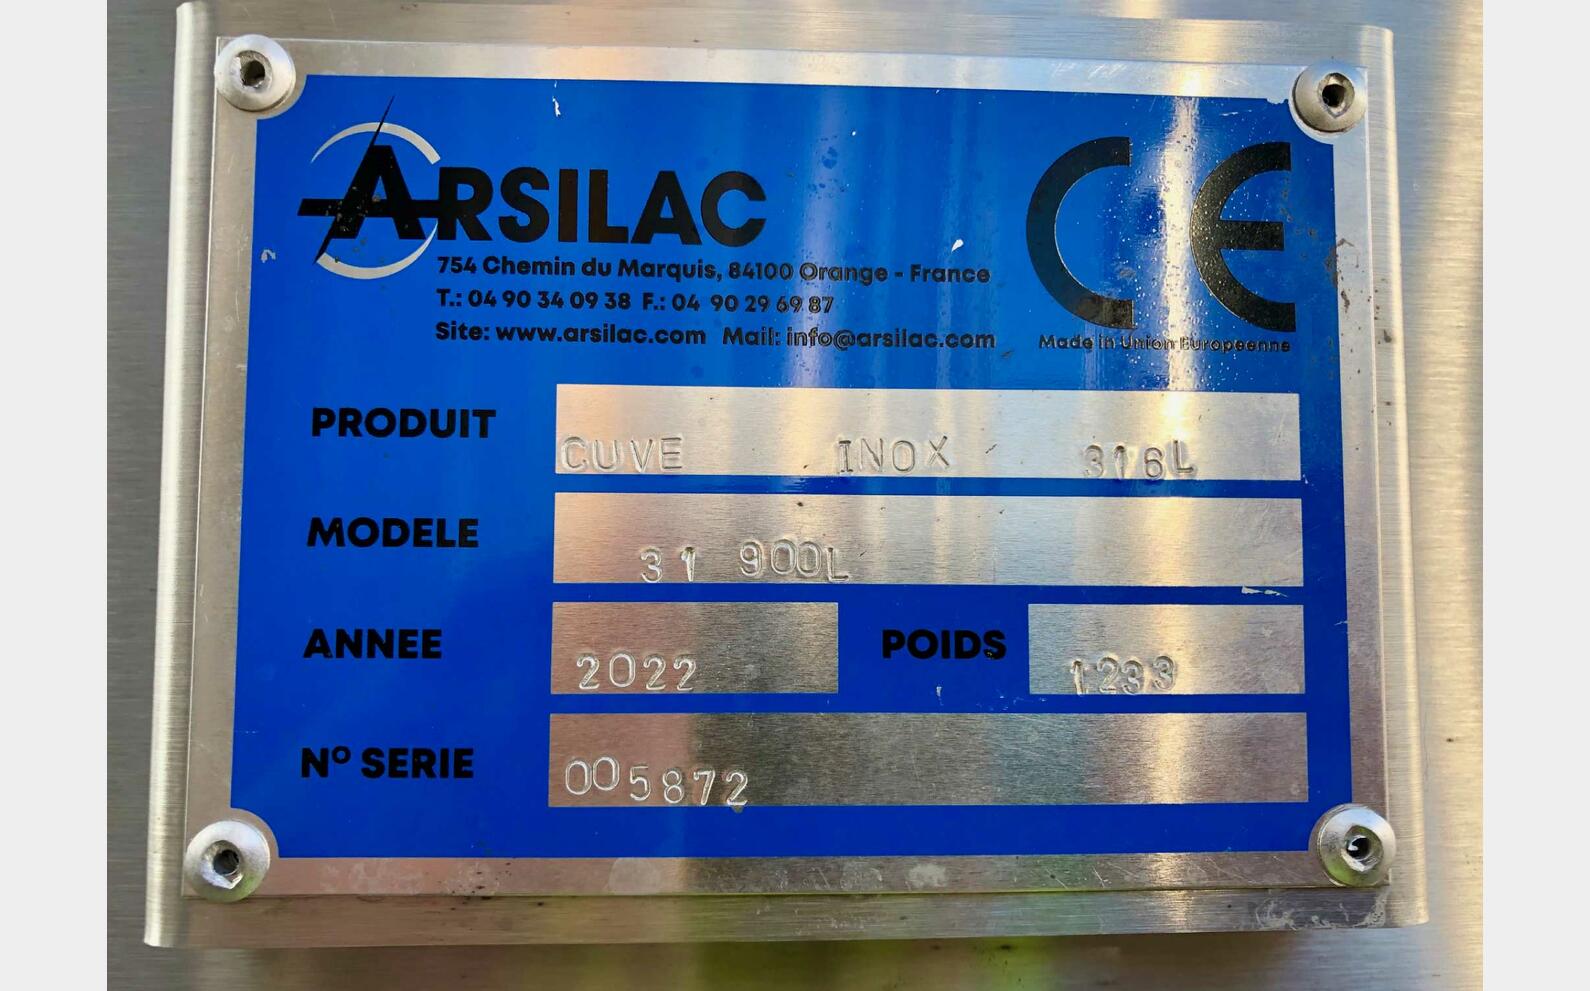 ARSILAC
754 Chemin du Marquis, 84100 Orange - France
T.: 04 90 34 09 38 F.: 04 90 29 69 87
Site: www.arsilac.com Mail: info@arsilac.com
CE
Made in Union Européenne
PRODUIT CUVE INOX 316L
MODELE 31 900L
ANNEE 2022 POIDS 1233
Nº SERIE 005872